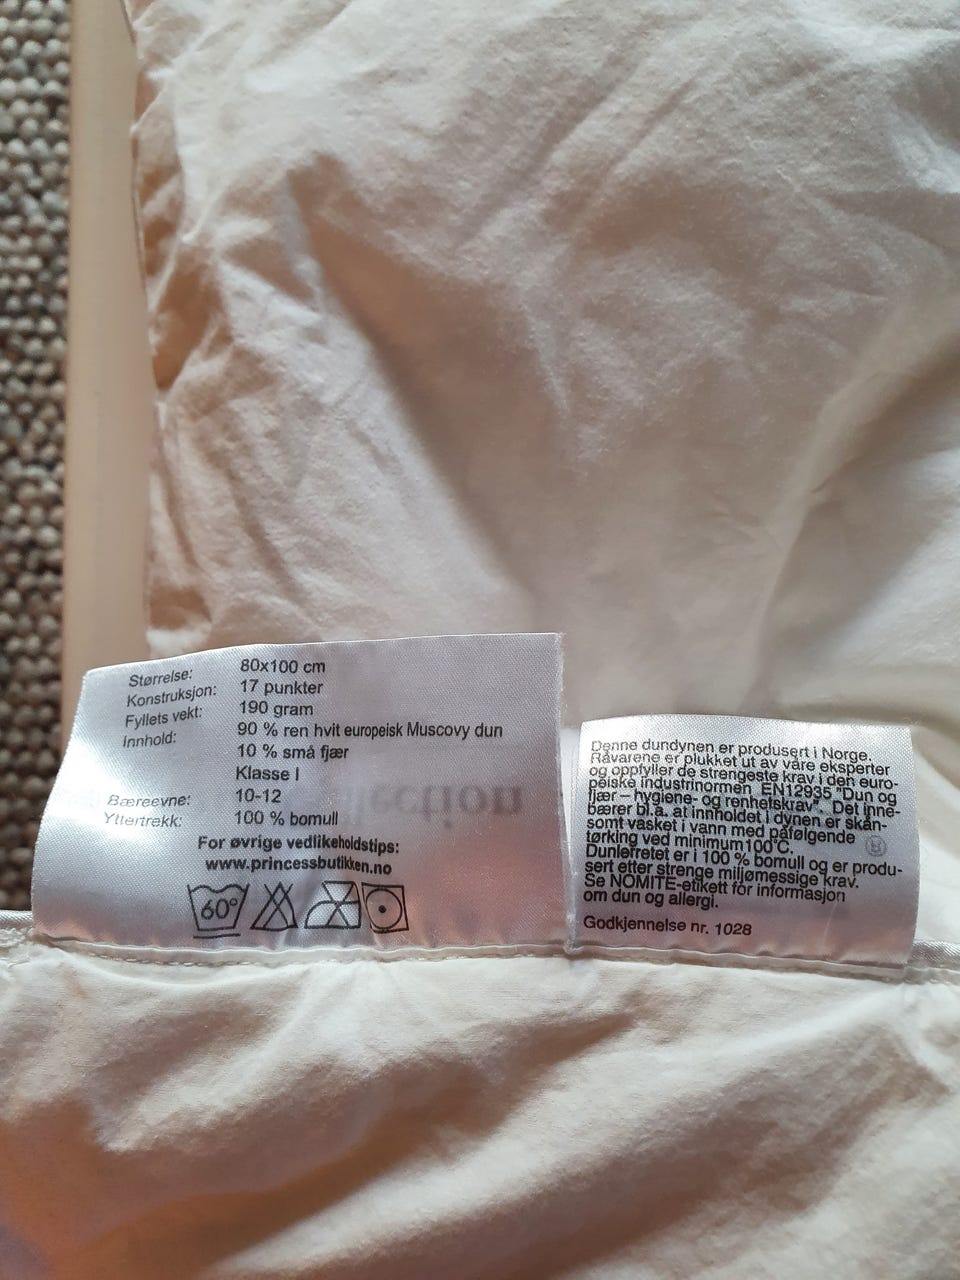 Størrelse: 80x100 cm
Konstruksjon: 17 punkter
Fyllets vekt: 190 gram
Innhold: 90 % ren hvit europeisk Muscovy dun
10 % små fjær
Klasse I
Bæreevne: 10-12
Yttertrekk: 100 % bomull
For øvrige vedlikeholdstips:
www.princessbutikken.no
60°
Denne dundynen er produsert i Norge.
Råvarene er plukket ut av våre eksperter
og oppfyller de strengeste krav i den euro-
peiske industrinormen EN12935 "Dun og
fjær – hygiene- og renhetskrav". Det inne-
bærer bl.a. at innholdet i dynen er skån-
somt vasket i vann med påfølgende
tørking ved minimum 100°C.
Dunlerretet er i 100 % bomull og er produ-
sert etter strenge miljømessige krav.
Se NOMITE-etikett for informasjon
om dun og allergi.
Godkjennelse nr. 1028